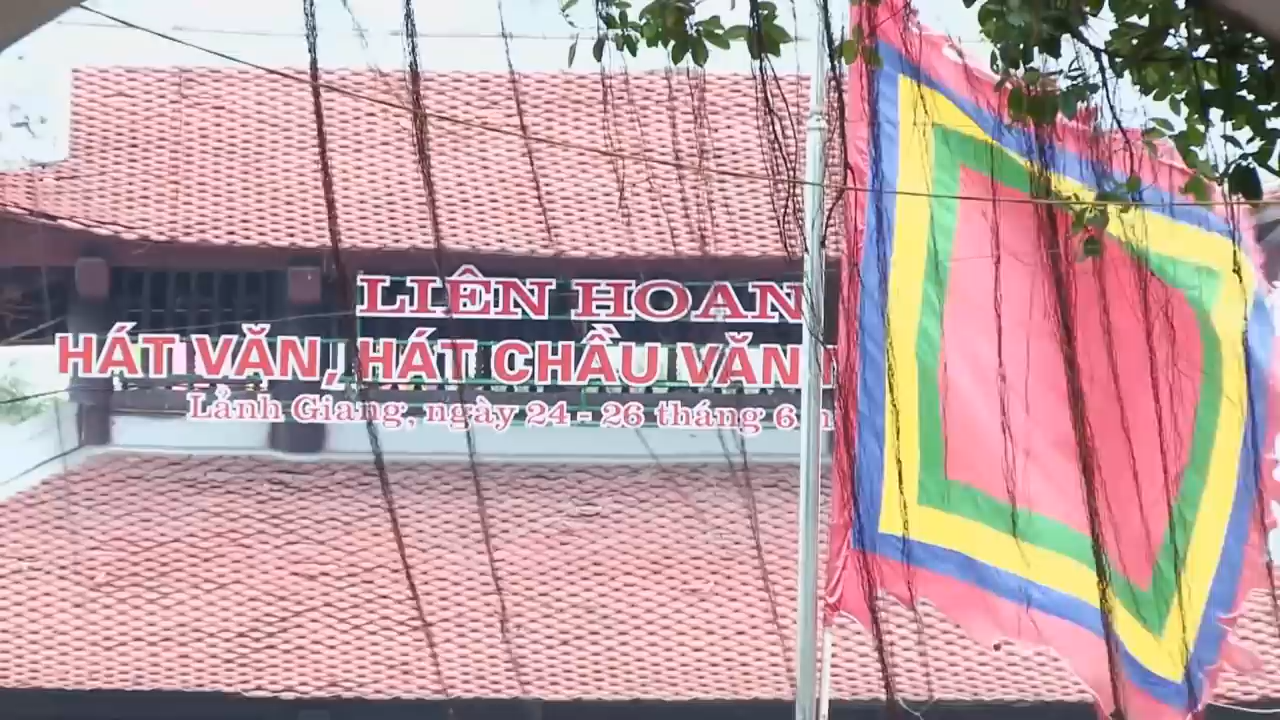 LIÊN HOAN
HÁT VĂN, HÁT CHẦU VĂN
Lảnh Giang, ngày 24 - 26 tháng 6